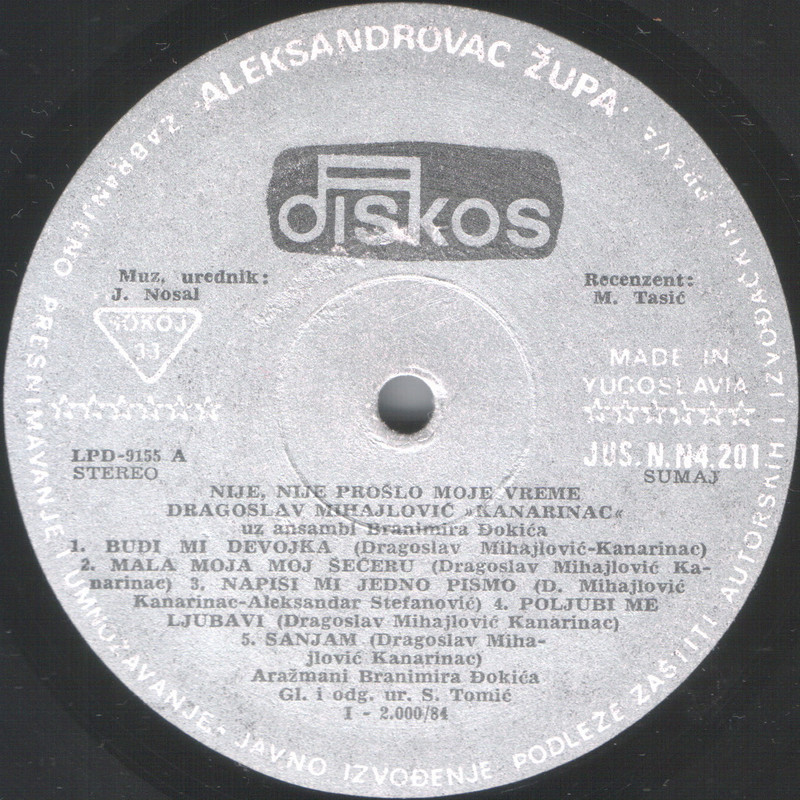 ·ALEKSANDROVAC ŽUPA·
ZABRANJENO PRESNIMAVANJE I UMNOŽAVANJE· JAVNO IZVOĐENJE PODLEŽE ZAŠTITI AUTORSKIH I IZVOĐAČKIH PREVA
diskos
Muz. urednik:
J. Nosal
Recenzent:
M. Tasić
SOKOJ
33
MADE IN
YUGOSLAVIA
JUS.N.N4.201
LPD-9155 A
STEREO
SUMAJ
NIJE, NIJE PROŠLO MOJE VREME
DRAGOSLAV MIHAJLOVIĆ »KANARINAC«
uz ansambl Branimira Đokića
1. BUDI MI DEVOJKA (Dragoslav Mihajlović-Kanarinac)
2. MALA MOJA MOJ ŠEĆERU (Dragoslav Mihajlović Ka-
narinac) 3. NAPIŠI MI JEDNO PISMO (D. Mihajlović
Kanarinac-Aleksandar Stefanović) 4. POLJUBI ME
LJUBAVI (Dragoslav Mihajlović Kanarinac)
5. SANJAM (Dragoslav Miha-
jlović Kanarinac)
Aražmani Branimira Đokića
Gl. i odg. ur. S. Tomić
I - 2.000/84